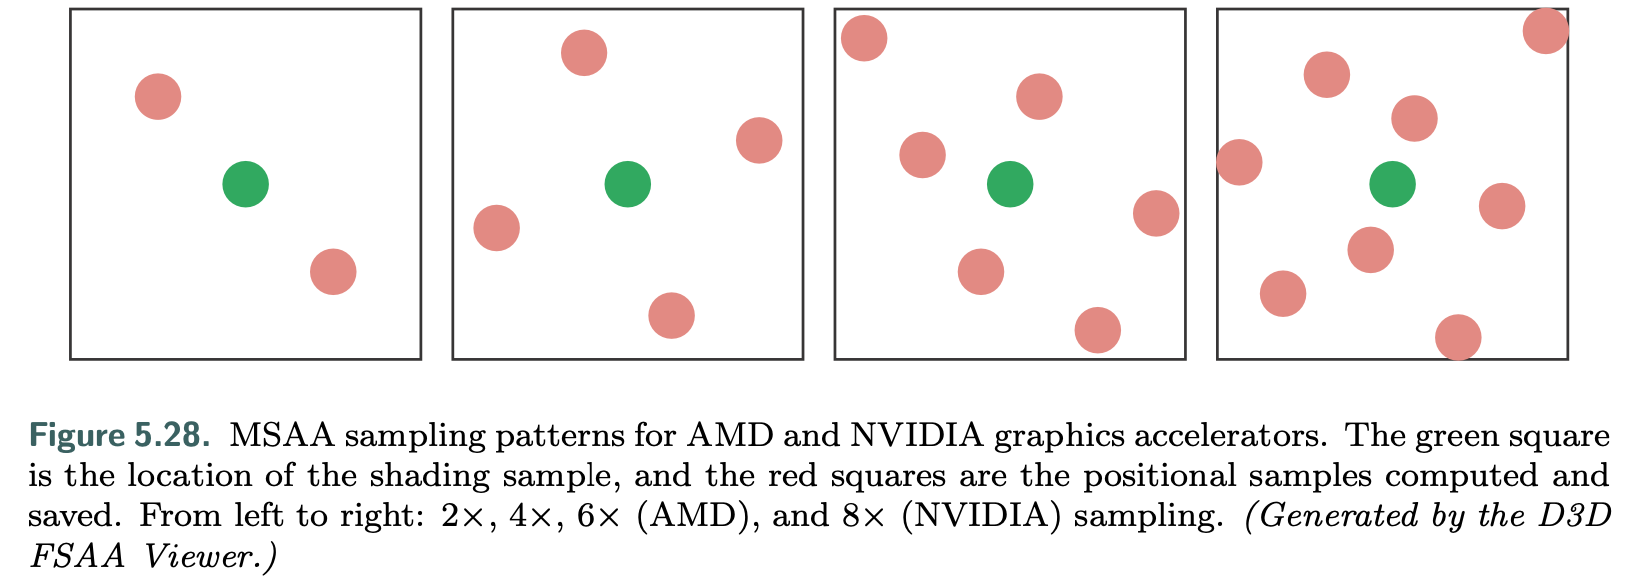 Figure 5.28. MSAA sampling patterns for AMD and NVIDIA graphics accelerators. The green square
is the location of the shading sample, and the red squares are the positional samples computed and
saved. From left to right: 2×, 4×, 6× (AMD), and 8× (NVIDIA) sampling. (Generated by the D3D
FSAA Viewer.)